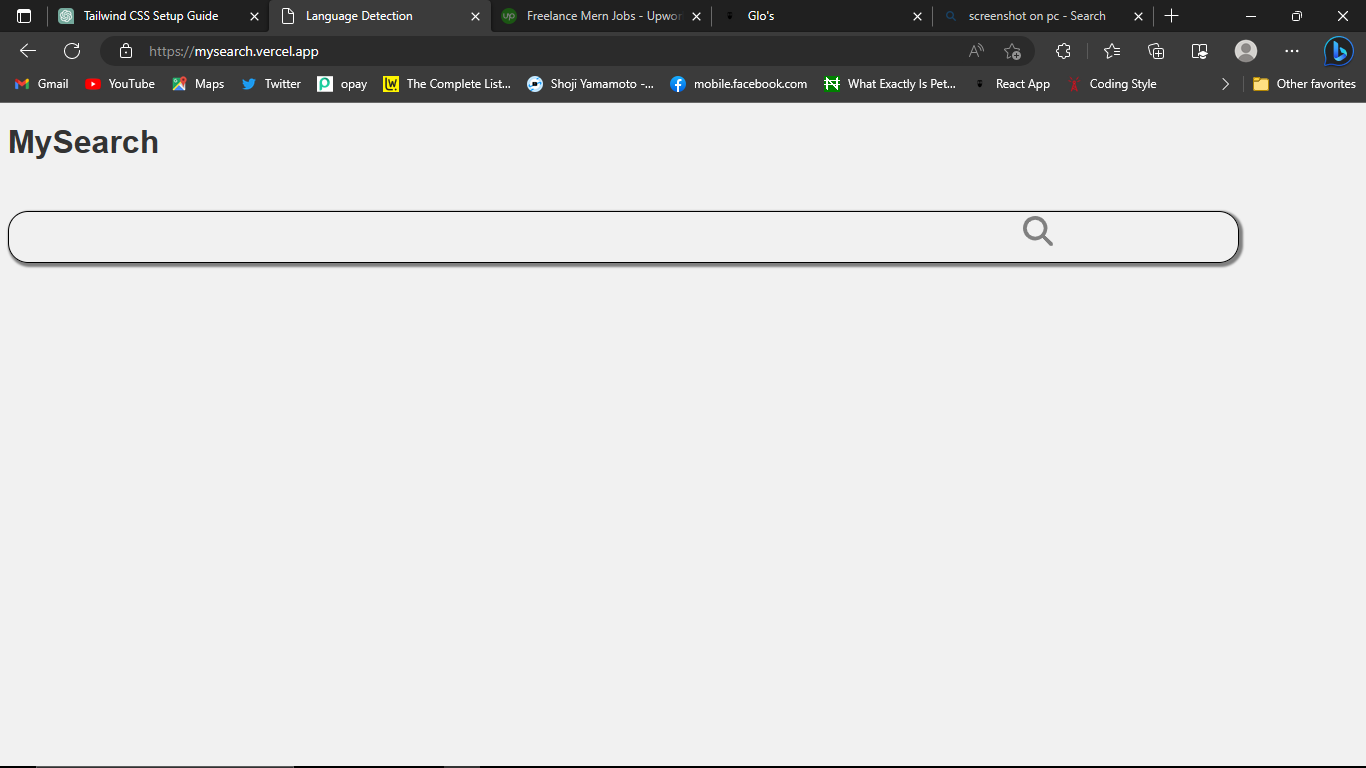 Tailwind CSS Setup Guide
Language Detection
Freelance Mern Jobs - Upwor
Glo's
screenshot on pc - Search
https://mysearch.vercel.app
Gmail
YouTube
Maps
Twitter
opay
The Complete List...
Shoji Yamamoto -...
mobile.facebook.com
What Exactly Is Pet...
React App
Coding Style
Other favorites
MySearch